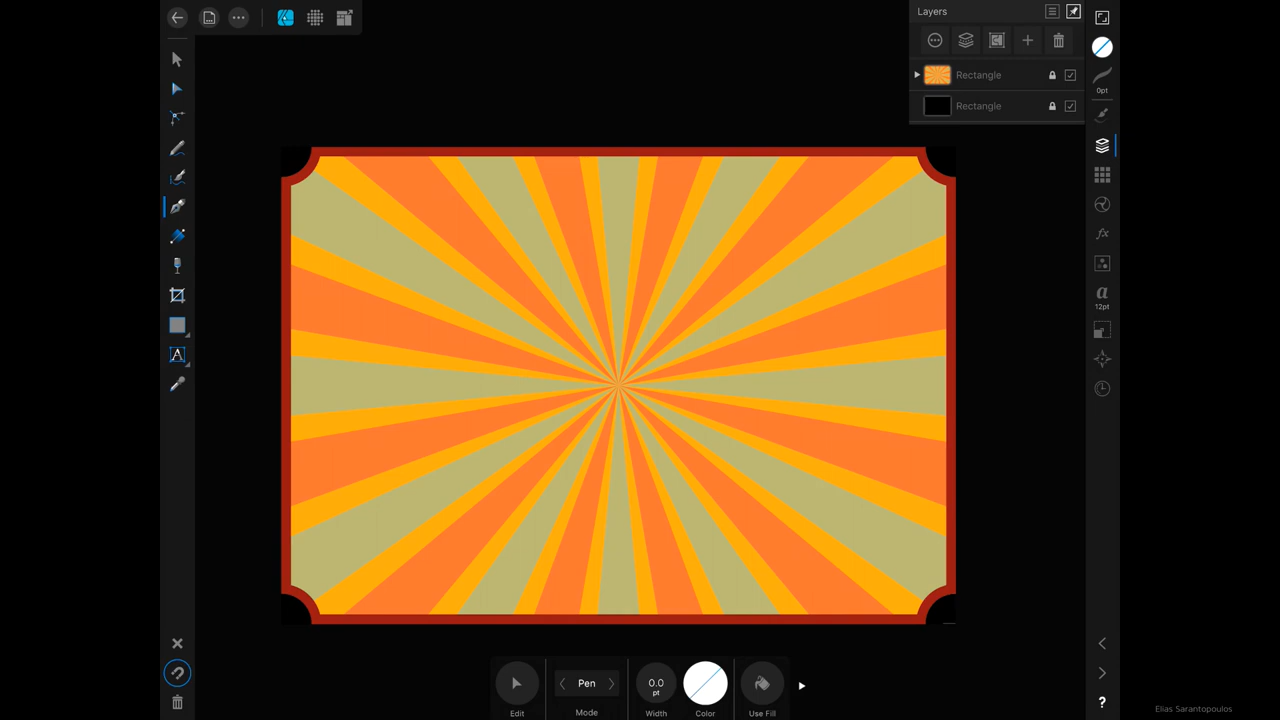 Layers
Rectangle
Rectangle
0pt
a
12pt
fx
A
Pen
0.0
pt
Edit
Mode
Width
Color
Use Fill
?
Elias Sarantopoulos